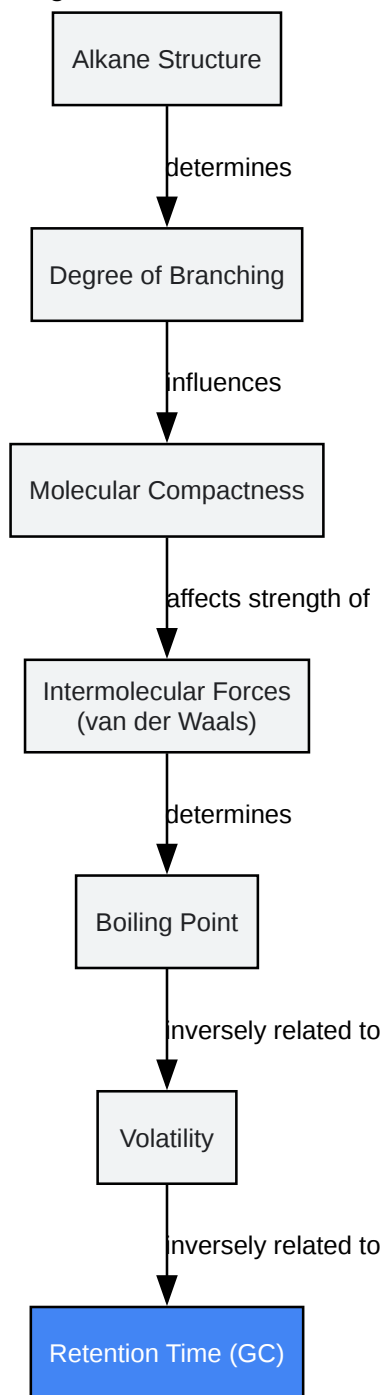 Alkane Structure
determines
Degree of Branching
influences
Molecular Compactness
affects strength of
Intermolecular Forces
(van der Waals)
determines
Boiling Point
inversely related to
Volatility
inversely related to
Retention Time (GC)